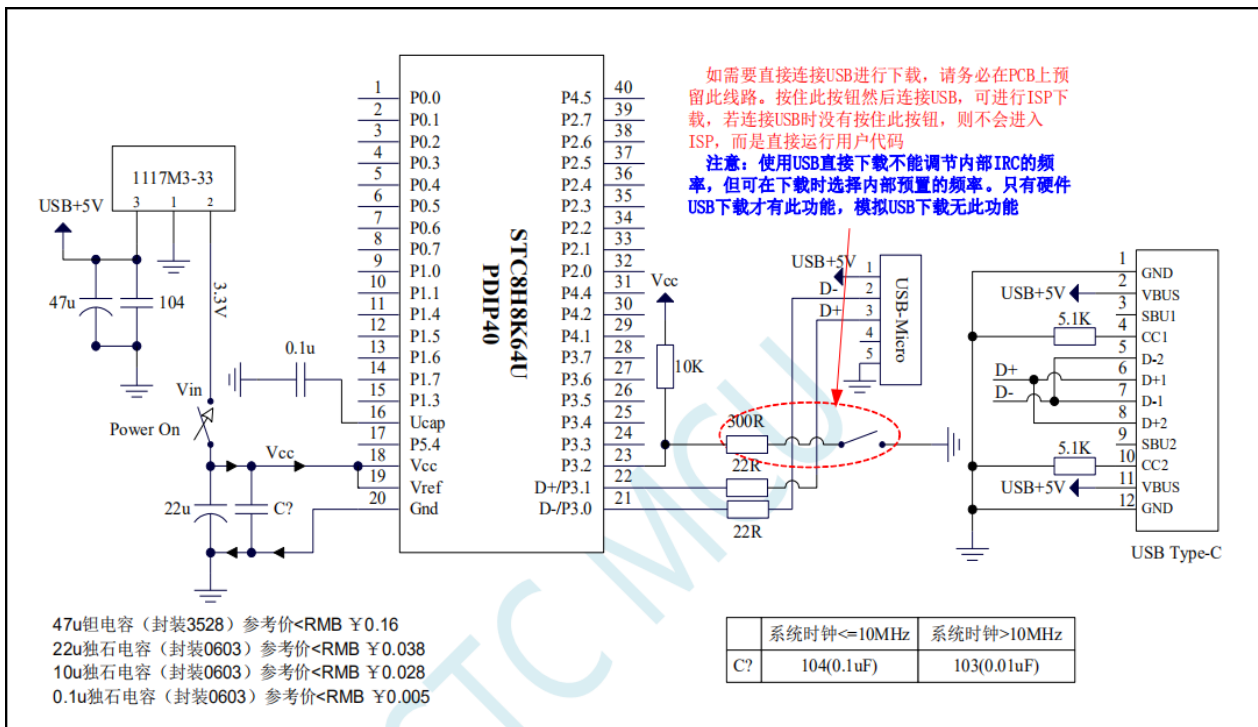 如需要直接连接USB进行下载，请务必在PCB上预
留此线路。按住此按钮然后连接USB，可进行ISP下
载，若连接USB时没有按住此按钮，则不会进入
ISP，而是直接运行用户代码
注意：使用USB直接下载不能调节内部IRC的频
率，但可在下载时选择内部预置的频率。只有硬件
USB下载才有此功能，模拟USB下载无此功能
1117M3-33
3 1 2
USB+5V
47u
104
3.3V
Vin
Power On
Vcc
22u
C?
0.1u
STC8H8K64U
PDIP40
1 P0.0
2 P0.1
3 P0.2
4 P0.3
5 P0.4
6 P0.5
7 P0.6
8 P0.7
9 P1.0
10 P1.1
11 P1.4
12 P1.5
13 P1.6
14 P1.7
15 P1.3
16 Ucap
17 P5.4
18 Vcc
19 Vref
20 Gnd
P4.5 40
P2.7 39
P2.6 38
P2.5 37
P2.4 36
P2.3 35
P2.2 34
P2.1 33
P2.0 32
P4.4 31
P4.2 30
P4.1 29
P3.7 28
P3.6 27
P3.5 26
P3.4 25
P3.3 24
P3.2 23
D+/P3.1 22
D-/P3.0 21
Vcc
10K
300R
22R
22R
USB+5V
D-
D+
1
2
3
4
5
USB-Micro
1 GND
USB+5V 2 VBUS
3 SBU1
5.1K 4 CC1
5 D-2
D+ 6 D+1
D- 7 D-1
8 D+2
9 SBU2
5.1K 10 CC2
USB+5V 11 VBUS
12 GND
USB Type-C
47u钽电容（封装3528）参考价<RMB ￥0.16
22u独石电容（封装0603）参考价<RMB ￥0.038
10u独石电容（封装0603）参考价<RMB ￥0.028
0.1u独石电容（封装0603）参考价<RMB ￥0.005
系统时钟<=10MHz 系统时钟>10MHz
C? 104(0.1uF) 103(0.01uF)
STC MCU